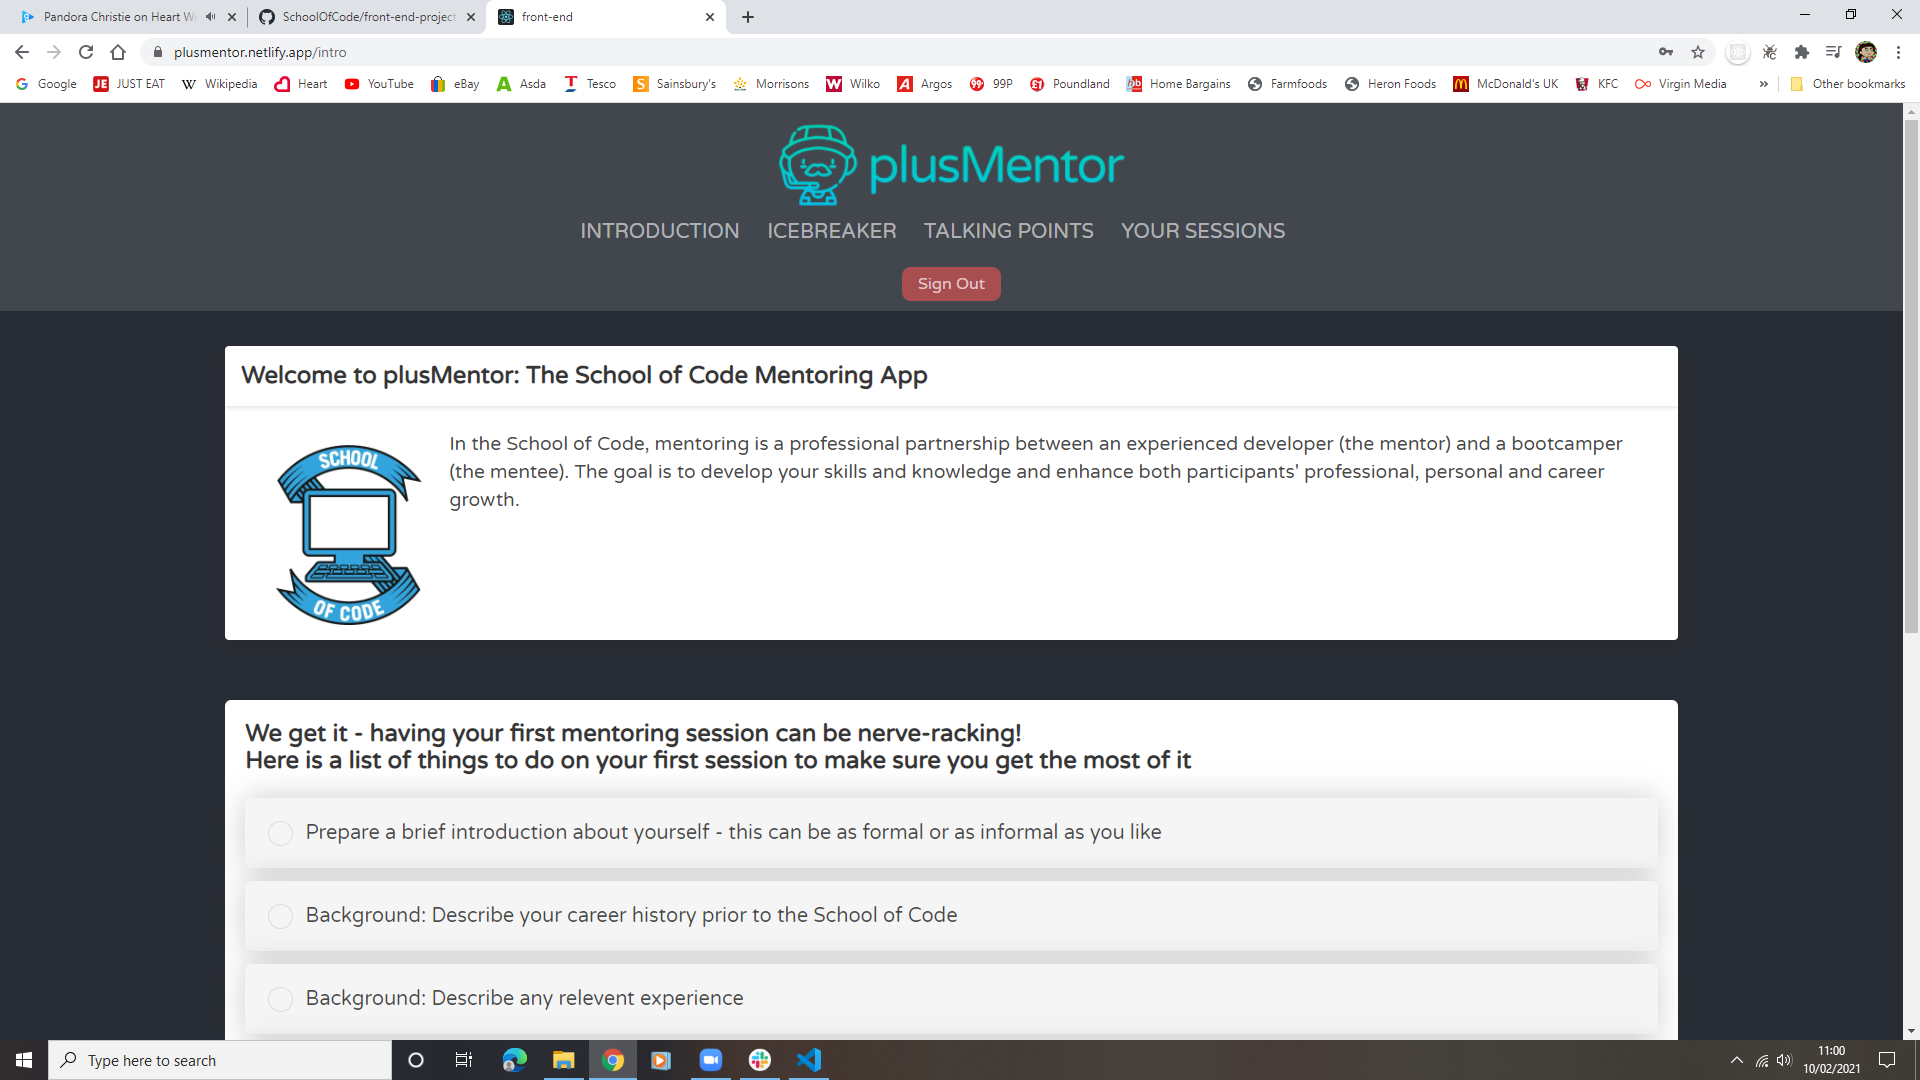 Pandora Christie on Heart W
SchoolOfCode/front-end-project
front-end
plusmentor.netlify.app/intro
Google
JUST EAT
Wikipedia
Heart
YouTube
eBay
Asda
Tesco
Sainsbury's
Morrisons
Wilko
Argos
99P
Poundland
Home Bargains
Farmfoods
Heron Foods
McDonald's UK
KFC
Virgin Media
»
Other bookmarks
plusMentor
INTRODUCTION
ICEBREAKER
TALKING POINTS
YOUR SESSIONS
Sign Out
Welcome to plusMentor: The School of Code Mentoring App
SCHOOL
OF CODE
In the School of Code, mentoring is a professional partnership between an experienced developer (the mentor) and a bootcamper
(the mentee). The goal is to develop your skills and knowledge and enhance both participants' professional, personal and career
growth.
We get it - having your first mentoring session can be nerve-racking!
Here is a list of things to do on your first session to make sure you get the most of it
Prepare a brief introduction about yourself - this can be as formal or as informal as you like
Background: Describe your career history prior to the School of Code
Background: Describe any relevent experience
Type here to search
11:00
10/02/2021